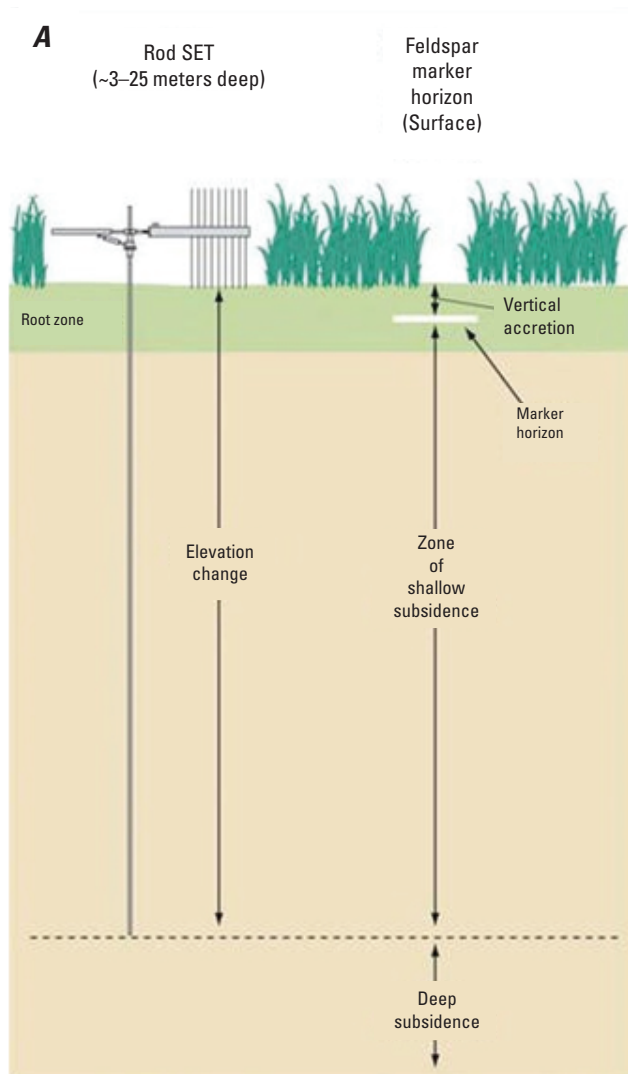 A
Rod SET
(~3–25 meters deep)
Feldspar
marker
horizon
(Surface)
Root zone
Vertical
accretion
Marker
horizon
Elevation
change
Zone
of
shallow
subsidence
Deep
subsidence